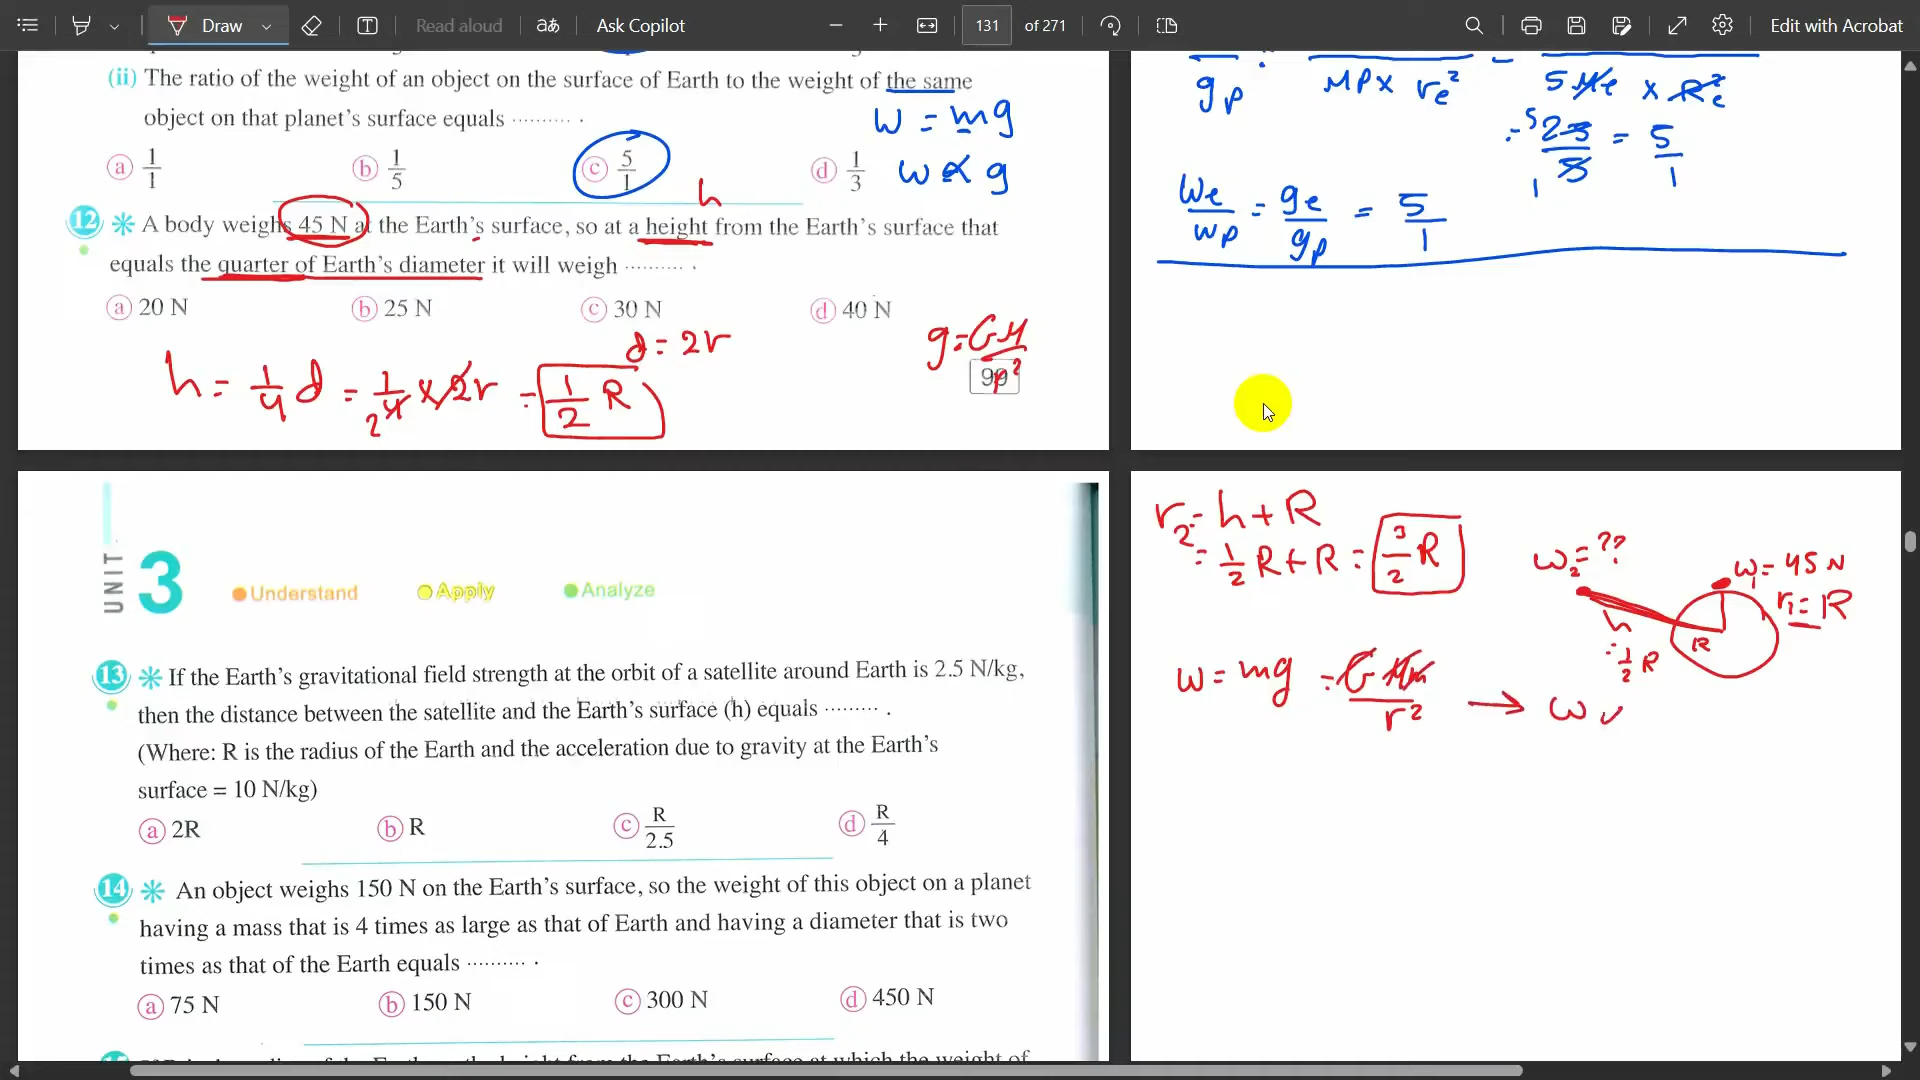 Draw
Read aloud
aあ
Ask Copilot
131 of 271
Edit with Acrobat
(ii) The ratio of the weight of an object on the surface of Earth to the weight of the same
object on that planet's surface equals ·········· .
a 1/1 b 1/5 c 5/1 d 1/3
w = mg
w ∝ g
h
12 * A body weighs 45 N at the Earth's surface, so at a height from the Earth's surface that
equals the quarter of Earth's diameter it will weigh ·········· .
a 20 N b 25 N c 30 N d 40 N
d = 2r
g = GM/r²
99
h = 1/4 d = 1/4 × 2r = 1/2 R
gp MP × re² 5 Me × Re²
5/1
we/wp = ge/gp = 5/1
UNIT 3
Understand Apply Analyze
13 * If the Earth's gravitational field strength at the orbit of a satellite around Earth is 2.5 N/kg,
then the distance between the satellite and the Earth's surface (h) equals ········· .
(Where: R is the radius of the Earth and the acceleration due to gravity at the Earth's
surface = 10 N/kg)
a 2R b R c R/2.5 d R/4
14 * An object weighs 150 N on the Earth's surface, so the weight of this object on a planet
having a mass that is 4 times as large as that of Earth and having a diameter that is two
times as that of the Earth equals ·········· .
a 75 N b 150 N c 300 N d 450 N
r2 = h + R
= 1/2 R + R = 3/2 R
w2 = ??
w1 = 45 N
r1 = R
R
h
= 1/2 R
w = mg = GMm/r² → w